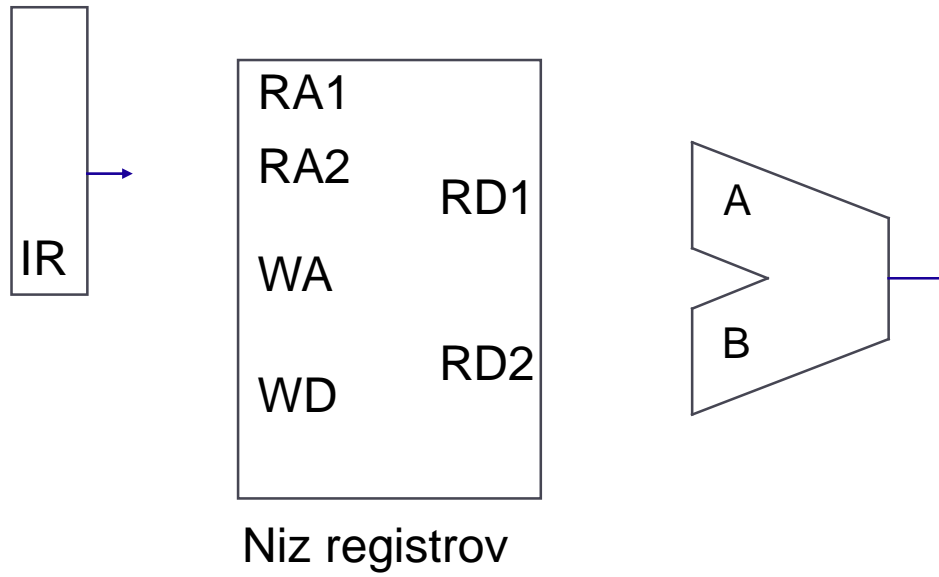 IR
RA1
RA2
RD1
WA
RD2
WD
A
B
Niz registrov